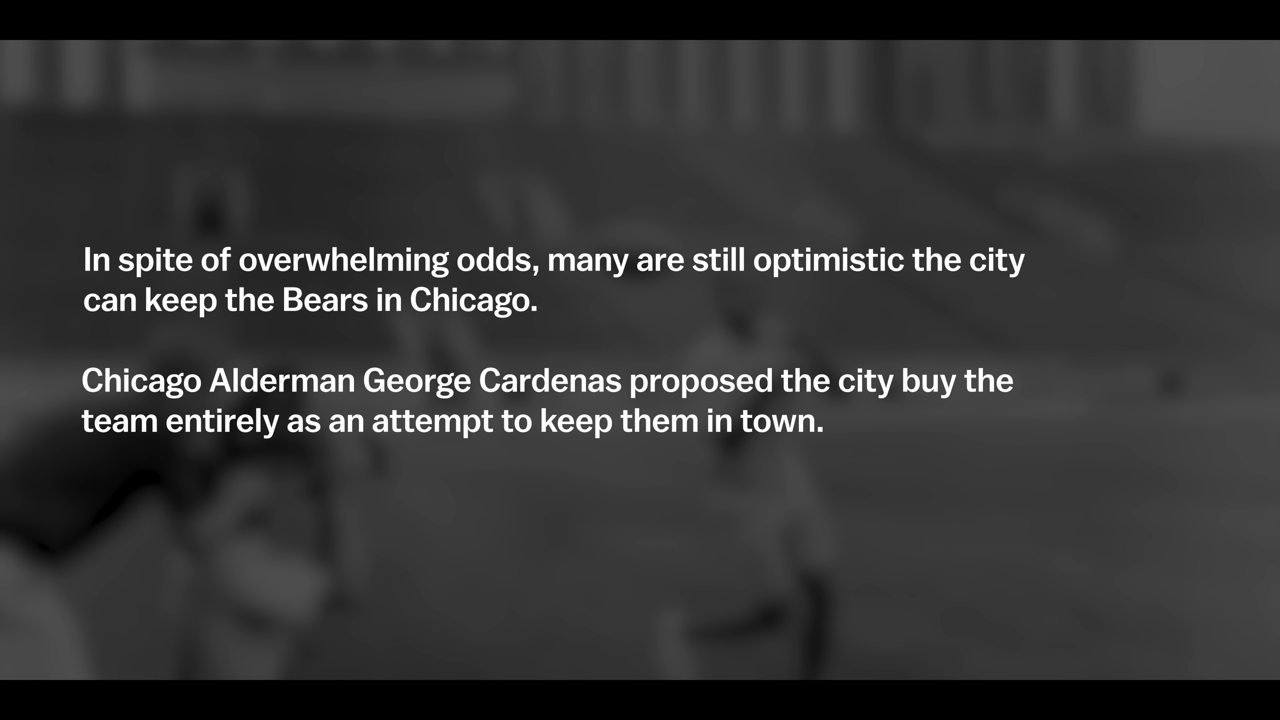 In spite of overwhelming odds, many are still optimistic the city
can keep the Bears in Chicago.
Chicago Alderman George Cardenas proposed the city buy the
team entirely as an attempt to keep them in town.